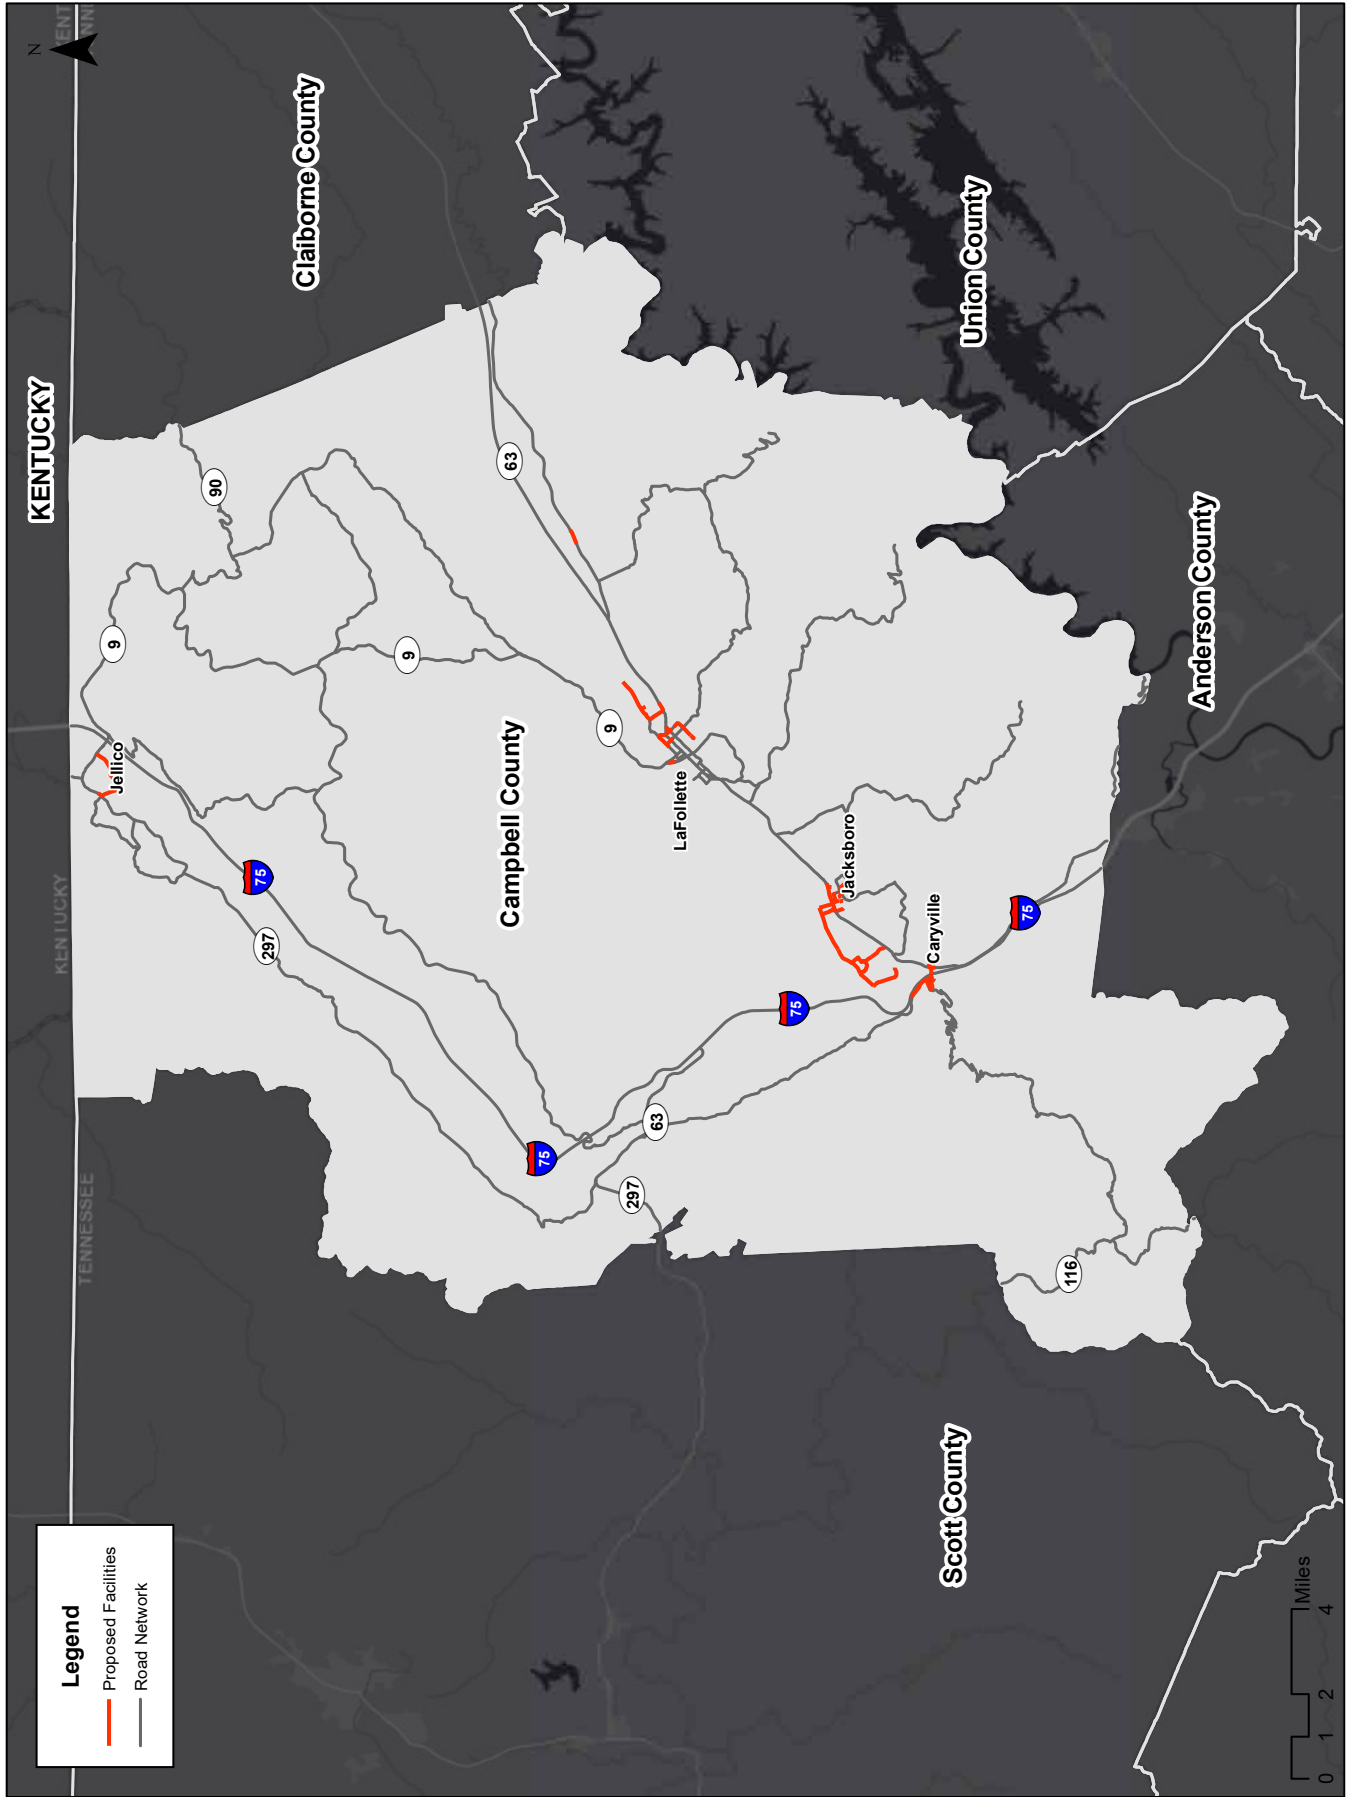 Legend
Proposed Facilities
Road Network
TENNESSEE
KENTUCKY
KENTUCKY
KENT
N
Jellico
9
90
297
75
Claiborne County
9
Campbell County
63
75
297
63
9
LaFollette
75
Jacksboro
Caryville
Scott County
Union County
75
116
Anderson County
0 1 2 4
Miles